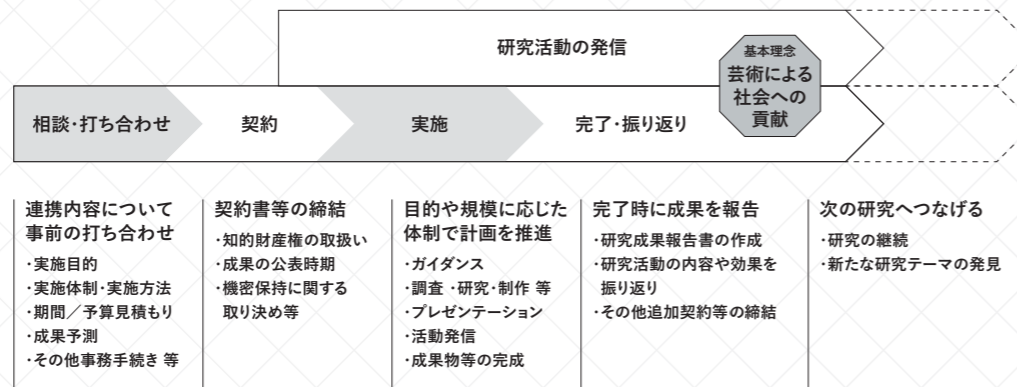 研究活動の発信
基本理念
芸術による
社会への
貢献
相談・打ち合わせ
契約
実施
完了・振り返り
連携内容について
事前の打ち合わせ
・実施目的
・実施体制・実施方法
・期間／予算見積もり
・成果予測
・その他事務手続き 等
契約書等の締結
・知的財産権の取扱い
・成果の公表時期
・機密保持に関する
取り決め等
目的や規模に応じた
体制で計画を推進
・ガイダンス
・調査・研究・制作 等
・プレゼンテーション
・活動発信
・成果物等の完成
完了時に成果を報告
・研究成果報告書の作成
・研究活動の内容や効果を
振り返り
・その他追加契約等の締結
次の研究へつなげる
・研究の継続
・新たな研究テーマの発見